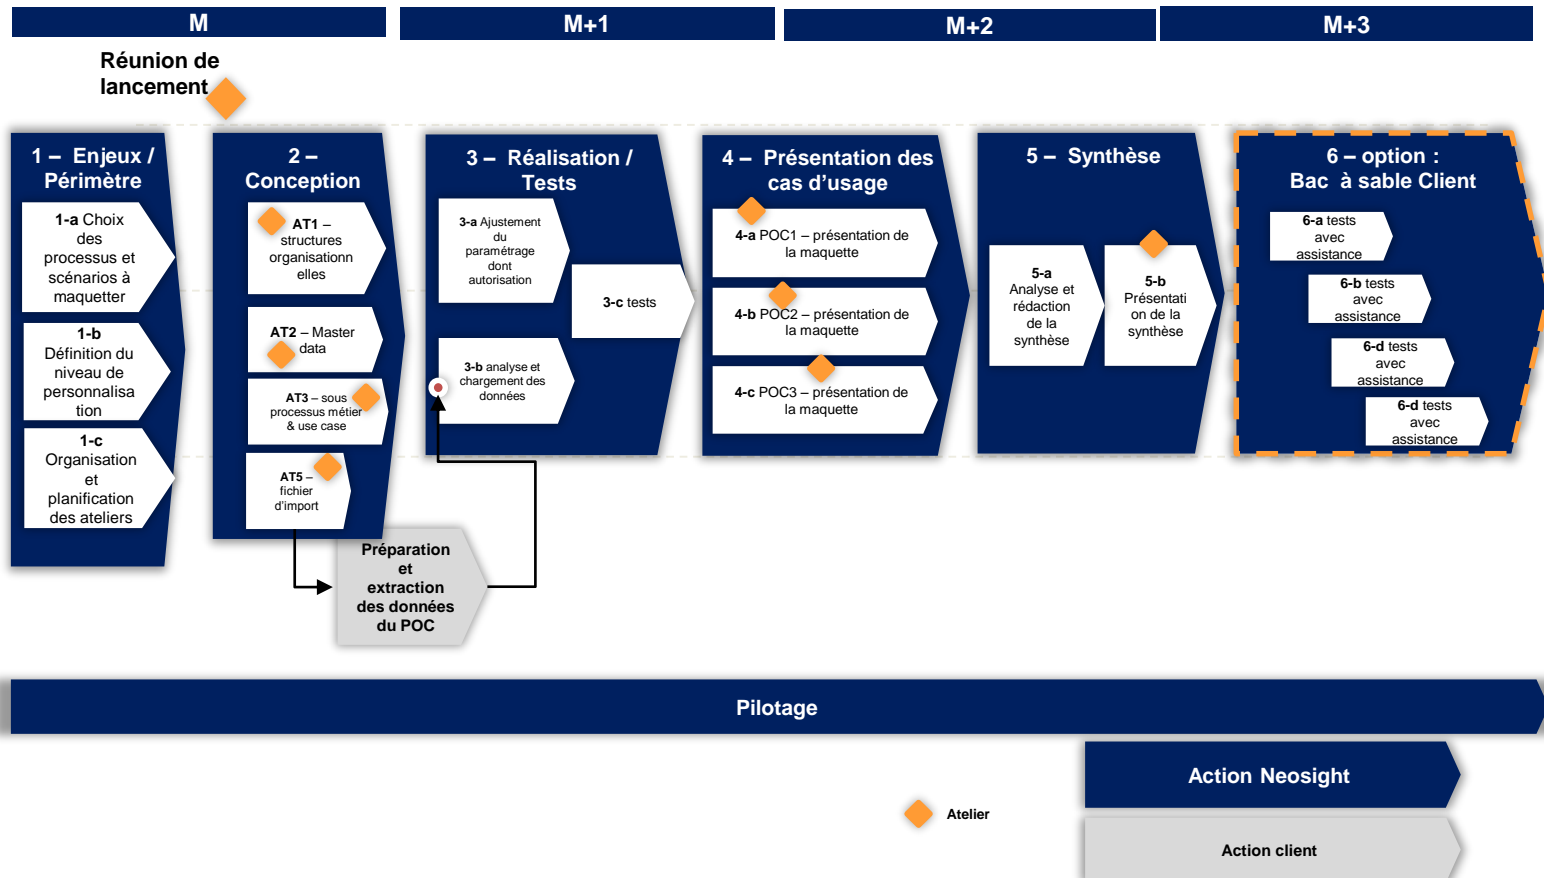 M
M+1
M+2
M+3
Réunion de
lancement
1 – Enjeux /
Périmètre
1-a Choix
des
processus et
scénarios à
maquetter
1-b
Définition du
niveau de
personnalisa
tion
1-c
Organisation
et
planification
des ateliers
2 –
Conception
AT1 –
structures
organisationn
elles
AT2 – Master
data
AT3 – sous
processus métier
& use case
AT5 –
fichier
d'import
Préparation
et
extraction
des données
du POC
3 – Réalisation /
Tests
3-a Ajustement
du
paramétrage
dont
autorisation
3-b analyse et
chargement des
données
3-c tests
4 – Présentation des
cas d'usage
4-a POC1 – présentation de
la maquette
4-b POC2 – présentation de
la maquette
4-c POC3 – présentation de
la maquette
5 – Synthèse
5-a
Analyse et
rédaction
de la
synthèse
5-b
Présentati
on de la
synthèse
6 – option :
Bac à sable Client
6-a tests
avec
assistance
6-b tests
avec
assistance
6-d tests
avec
assistance
6-d tests
avec
assistance
Pilotage
Action Neosight
Atelier
Action client